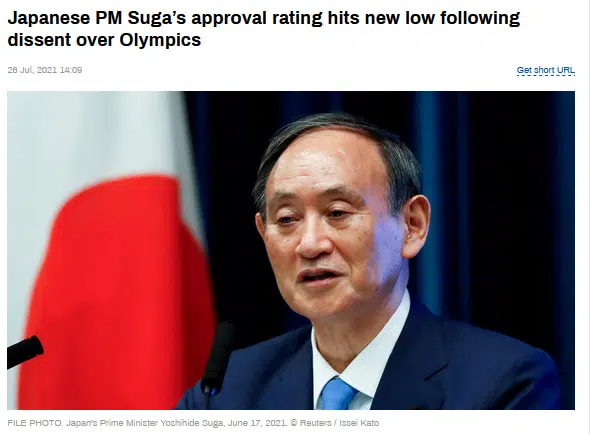 Japanese PM Suga’s approval rating hits new low following
dissent over Olympics
26 Jul, 2021 14:09
Get short URL
FILE PHOTO. Japan's Prime Minister Yoshihide Suga, June 17, 2021. © Reuters / Issei Kato